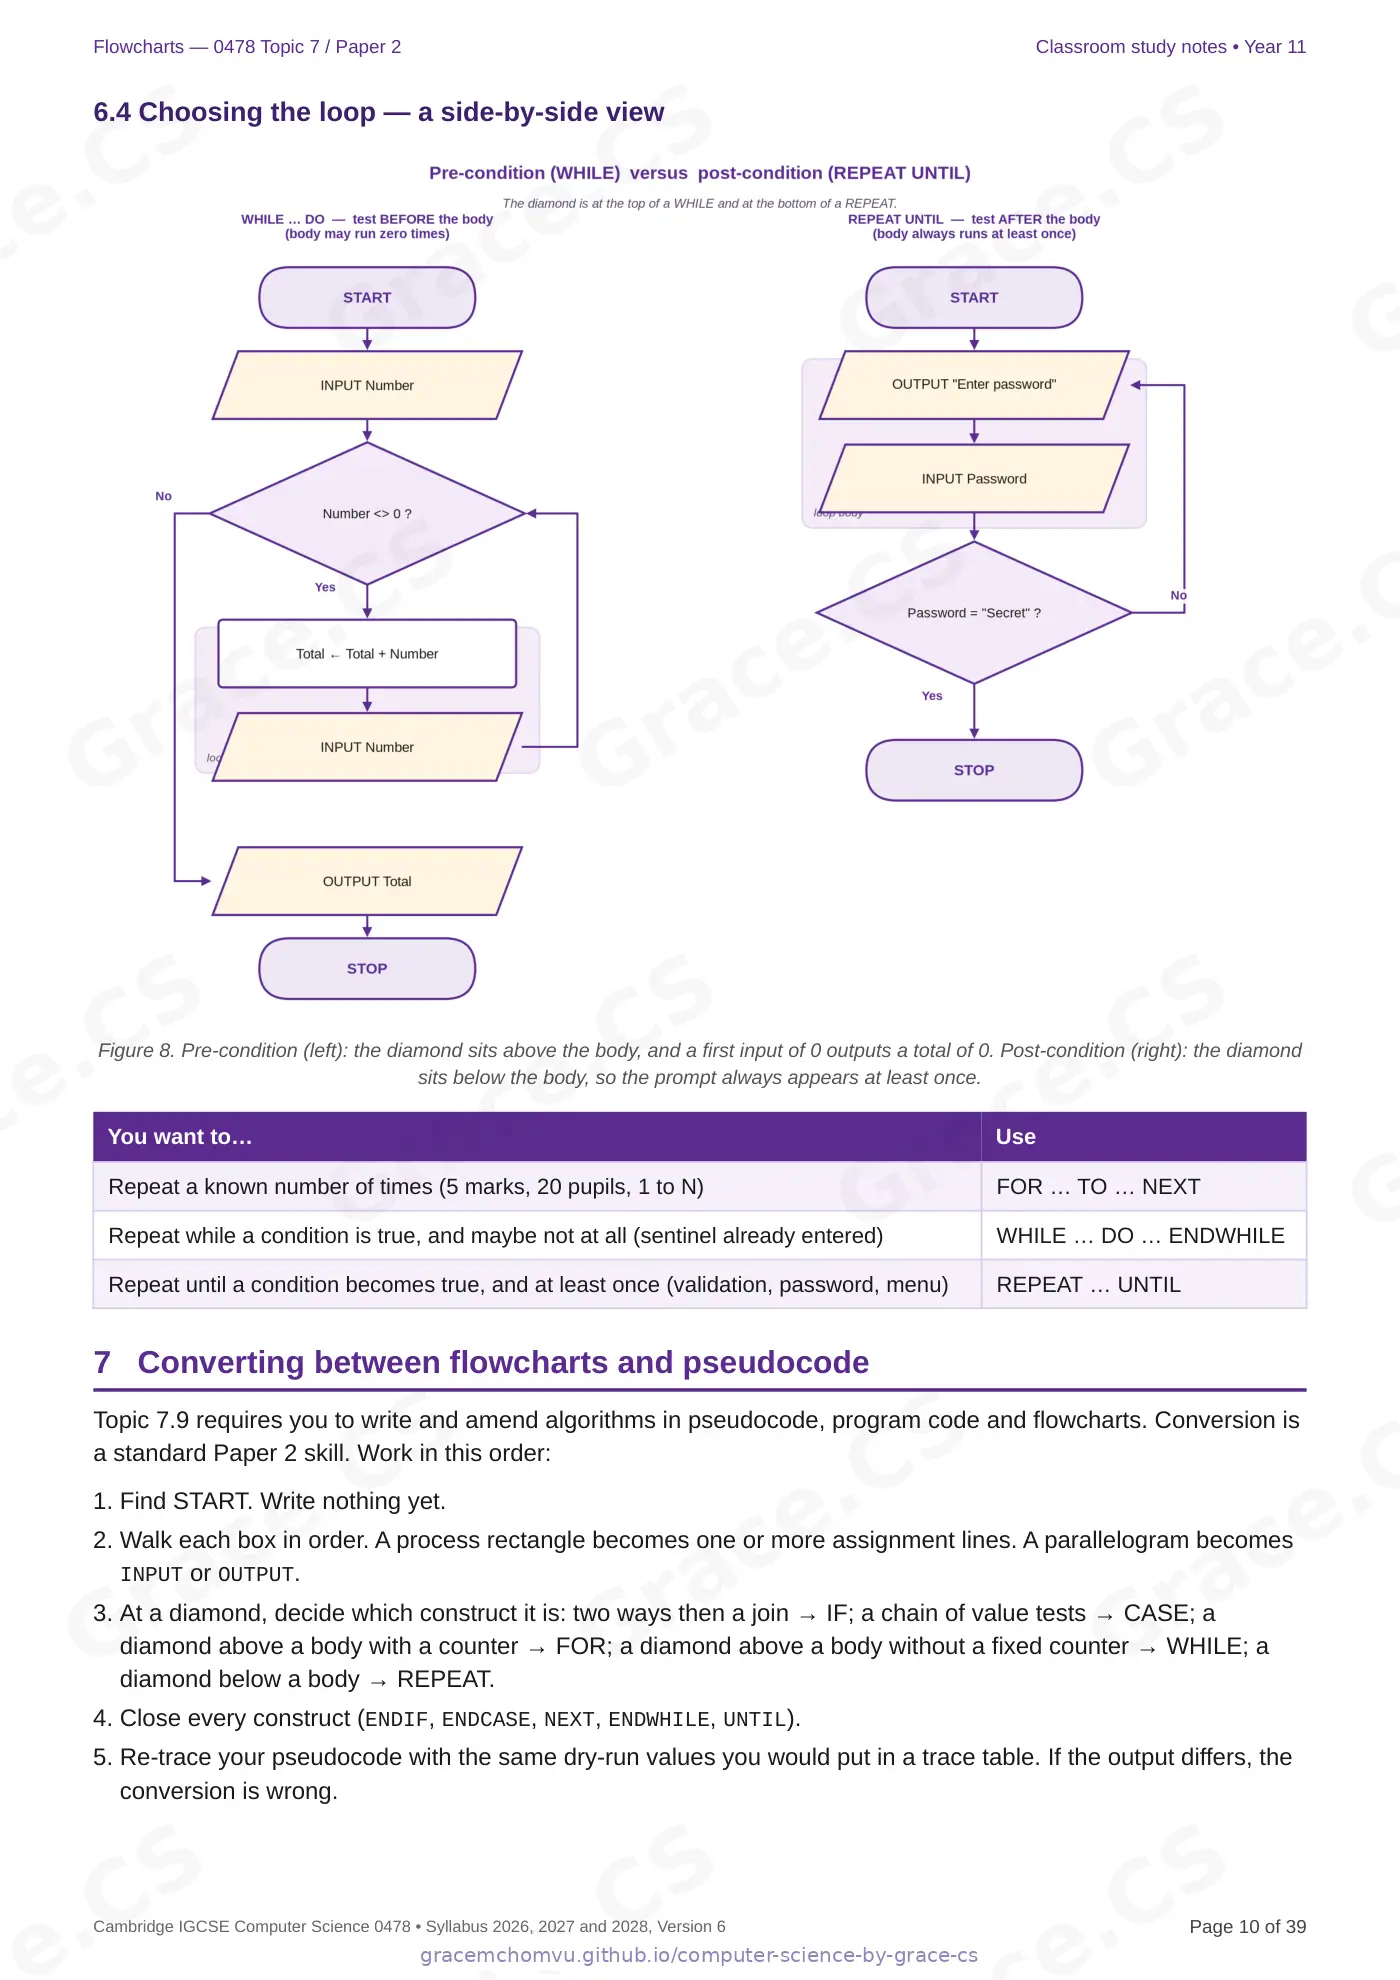 Flowcharts — 0478 Topic 7 / Paper 2
Classroom study notes • Year 11
6.4 Choosing the loop — a side-by-side view
Pre-condition (WHILE) versus post-condition (REPEAT UNTIL)
The diamond is at the top of a WHILE and at the bottom of a REPEAT.
WHILE … DO — test BEFORE the body
(body may run zero times)
START
INPUT Number
Number <> 0 ?
No
Yes
Total ← Total + Number
INPUT Number
OUTPUT Total
STOP
REPEAT UNTIL — test AFTER the body
(body always runs at least once)
START
OUTPUT "Enter password"
INPUT Password
loop body
Password = "Secret" ?
No
Yes
STOP
Figure 8. Pre-condition (left): the diamond sits above the body, and a first input of 0 outputs a total of 0. Post-condition (right): the diamond
sits below the body, so the prompt always appears at least once.
You want to… Use
Repeat a known number of times (5 marks, 20 pupils, 1 to N) FOR … TO … NEXT
Repeat while a condition is true, and maybe not at all (sentinel already entered) WHILE … DO … ENDWHILE
Repeat until a condition becomes true, and at least once (validation, password, menu) REPEAT … UNTIL
7 Converting between flowcharts and pseudocode
Topic 7.9 requires you to write and amend algorithms in pseudocode, program code and flowcharts. Conversion is
a standard Paper 2 skill. Work in this order:
1. Find START. Write nothing yet.
2. Walk each box in order. A process rectangle becomes one or more assignment lines. A parallelogram becomes
INPUT or OUTPUT.
3. At a diamond, decide which construct it is: two ways then a join → IF; a chain of value tests → CASE; a
diamond above a body with a counter → FOR; a diamond above a body without a fixed counter → WHILE; a
diamond below a body → REPEAT.
4. Close every construct (ENDIF, ENDCASE, NEXT, ENDWHILE, UNTIL).
5. Re-trace your pseudocode with the same dry-run values you would put in a trace table. If the output differs, the
conversion is wrong.
Cambridge IGCSE Computer Science 0478 • Syllabus 2026, 2027 and 2028, Version 6
Page 10 of 39
gracemchomvu.github.io/computer-science-by-grace-cs
Grace.CS